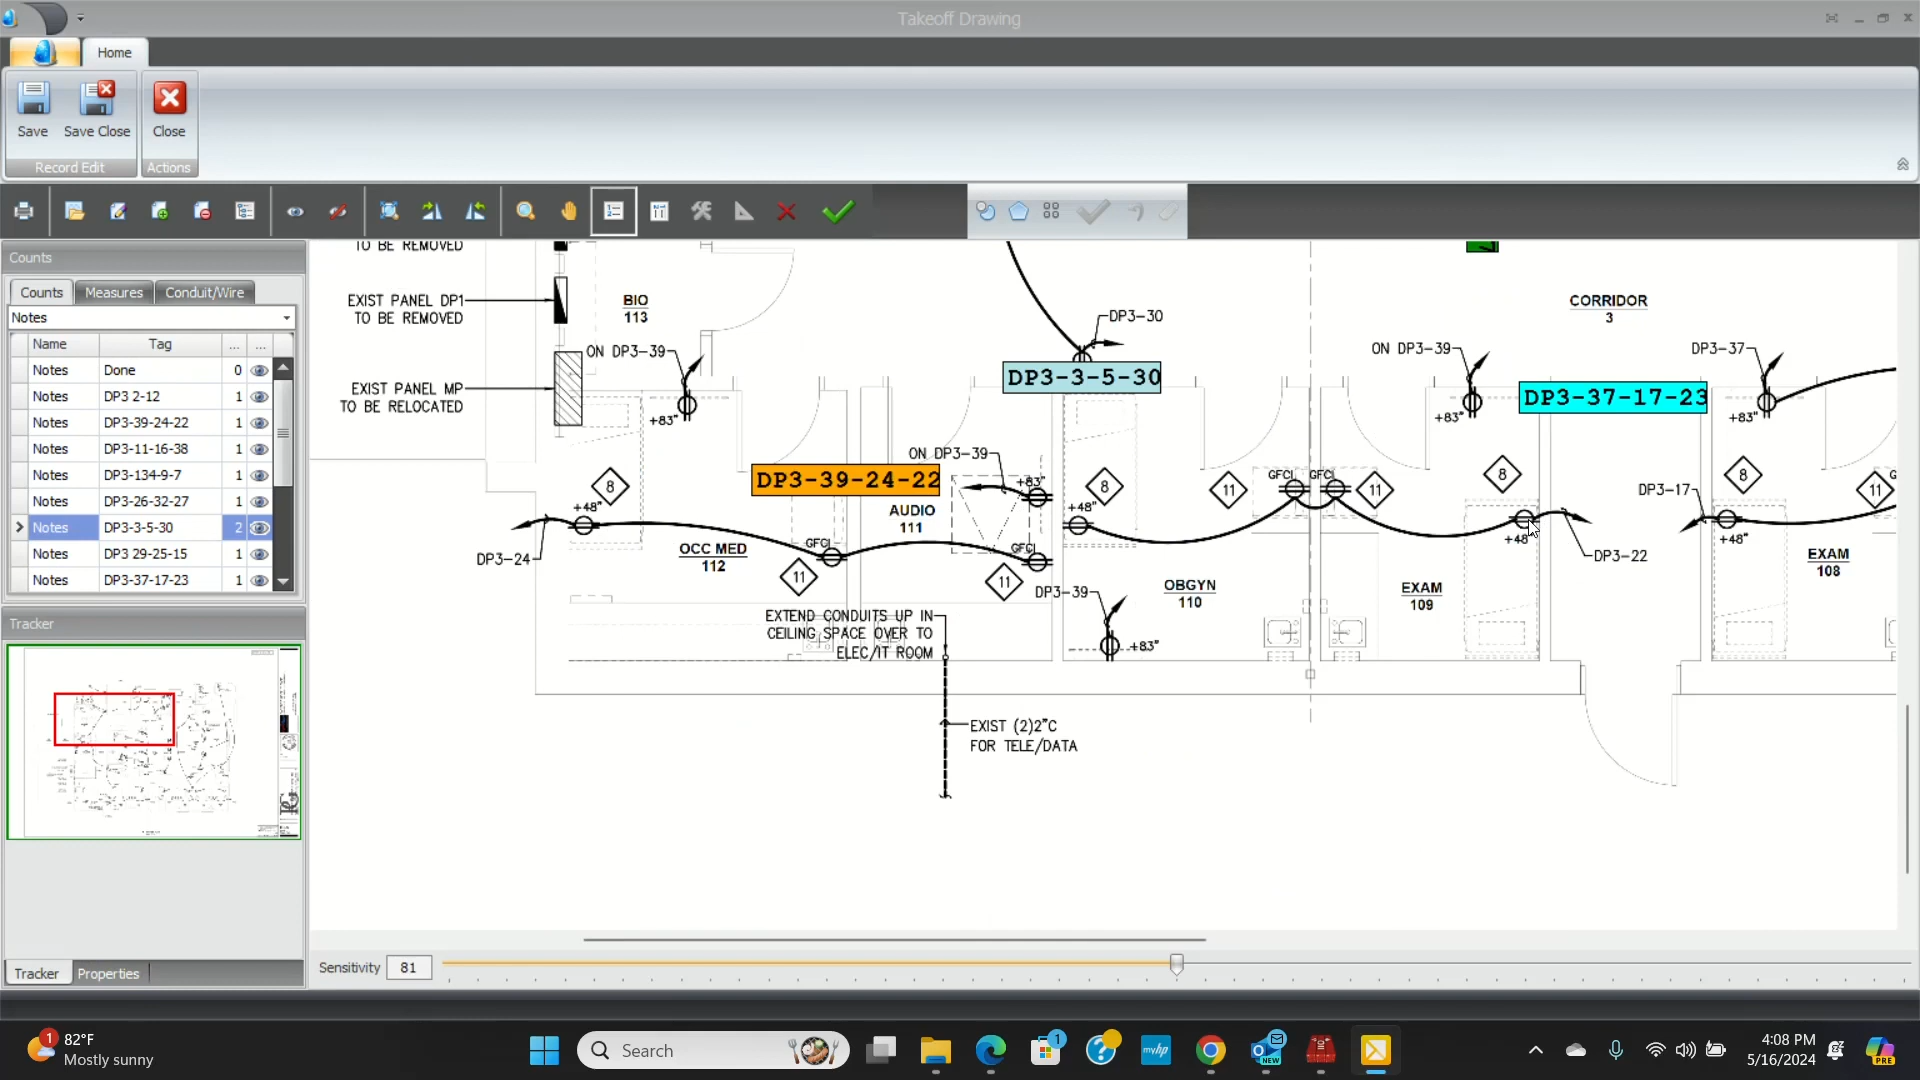 Takeoff Drawing
Home
Save
Save Close
Close
Record Edit
Actions
Counts
Counts
Measures
Conduit/Wire
Notes
Name
Tag
...
...
Notes
Done
0
Notes
DP3 2-12
1
Notes
DP3-39-24-22
1
Notes
DP3-11-16-38
1
Notes
DP3-134-9-7
1
Notes
DP3-26-32-27
1
Notes
DP3-3-5-30
2
Notes
DP3 29-25-15
1
Notes
DP3-37-17-23
1
Tracker
Tracker
Properties
TO BE REMOVED
EXIST PANEL DP1
TO BE REMOVED
EXIST PANEL MP
TO BE RELOCATED
BIO
113
ON DP3-39
+83"
DP3-30
DP3-3-5-30
CORRIDOR
3
ON DP3-39
+83"
DP3-37
DP3-37-17-23
+83"
DP3-39-24-22
ON DP3-39
+83"
AUDIO
111
8
+48"
DP3-24
OCC MED
112
GFCI
11
GFCI
11
8
+48"
11
GFCI
GFCI
11
8
+48"
DP3-22
DP3-17
8
+48"
11
EXAM
108
EXAM
109
OBGYN
110
DP3-39
+83"
EXTEND CONDUITS UP IN
CEILING SPACE OVER TO
ELEC/IT ROOM
EXIST (2)2"C
FOR TELE/DATA
Sensitivity
81
1
82°F
Mostly sunny
Search
1
myhp
NEW
4:08 PM
5/16/2024
PRE